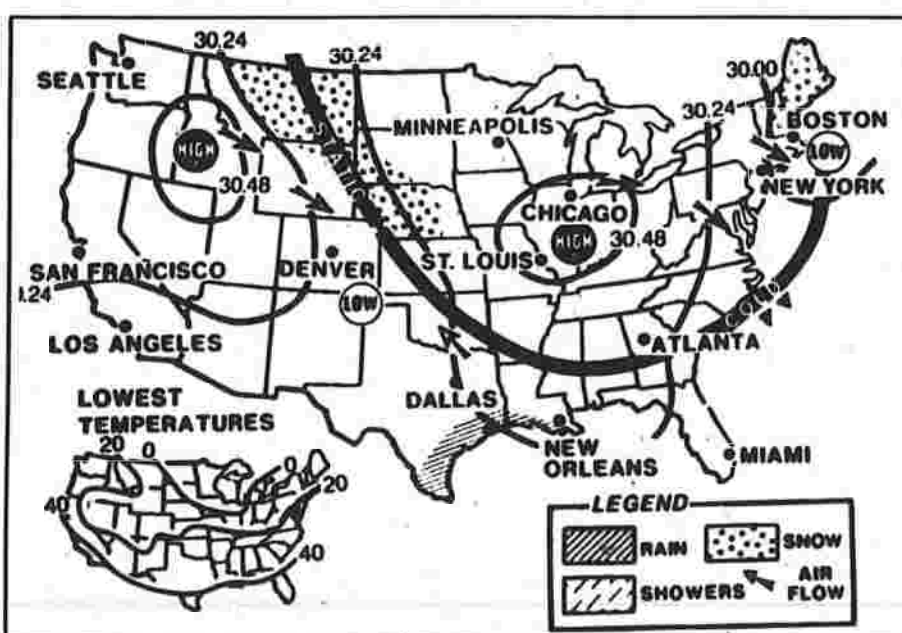 30.24
30.24
SEATTLE
30.00
30.24
HIGH
MINNEAPOLIS
BOSTON
LOW
30.48
NEW YORK
CHICAGO
HIGH
30.48
SAN FRANCISCO
DENVER
ST. LOUIS
COLD
LOW
LOS ANGELES
ATLANTA
DALLAS
NEW
ORLEANS
MIAMI
LOWEST
TEMPERATURES
20
0
0
20
40
40
LEGEND
RAIN
SNOW
SHOWERS
AIR
FLOW